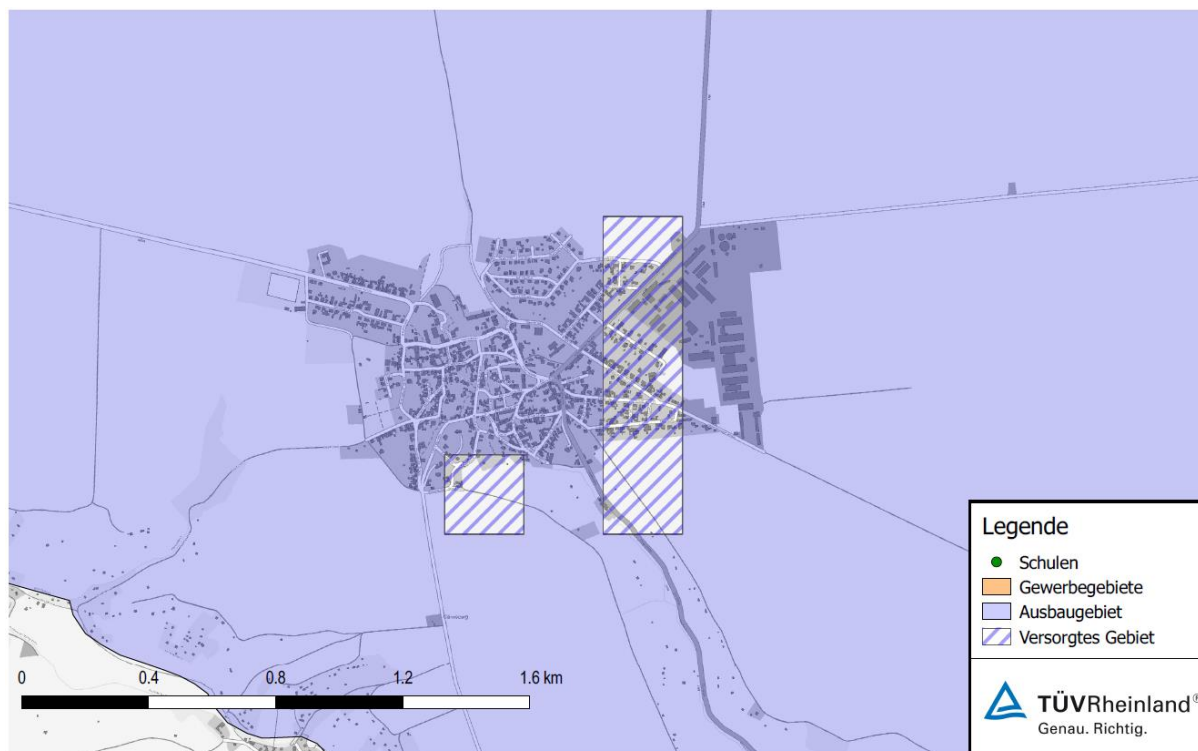 0 0.4 0.8 1.2 1.6 km
Legende
Schulen
Gewerbegebiete
Ausbaugebiet
Versorgtes Gebiet
TÜVRheinland®
Genau. Richtig.